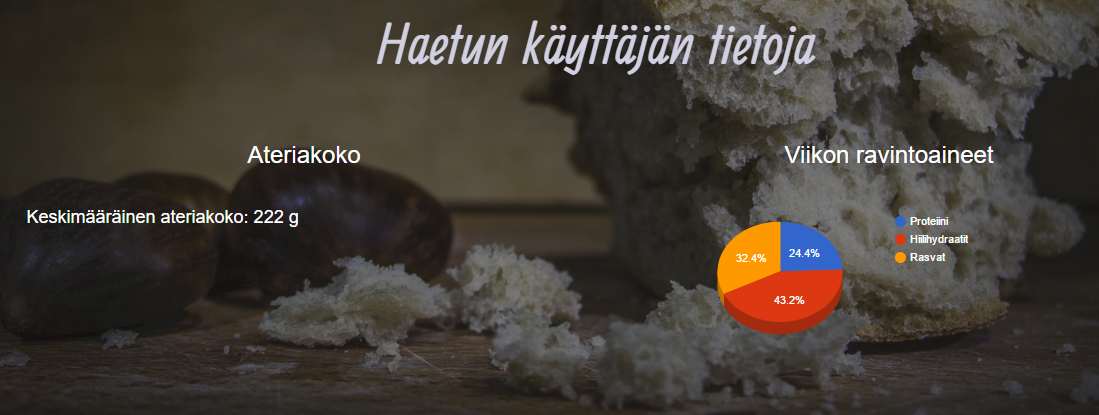 Haetun käyttäjän tietoja
Ateriakoko
Keskimääräinen ateriakoko: 222 g
Viikon ravintoaineet
Proteiini
Hiilihydraatit
Rasvat
32.4%
24.4%
43.2%